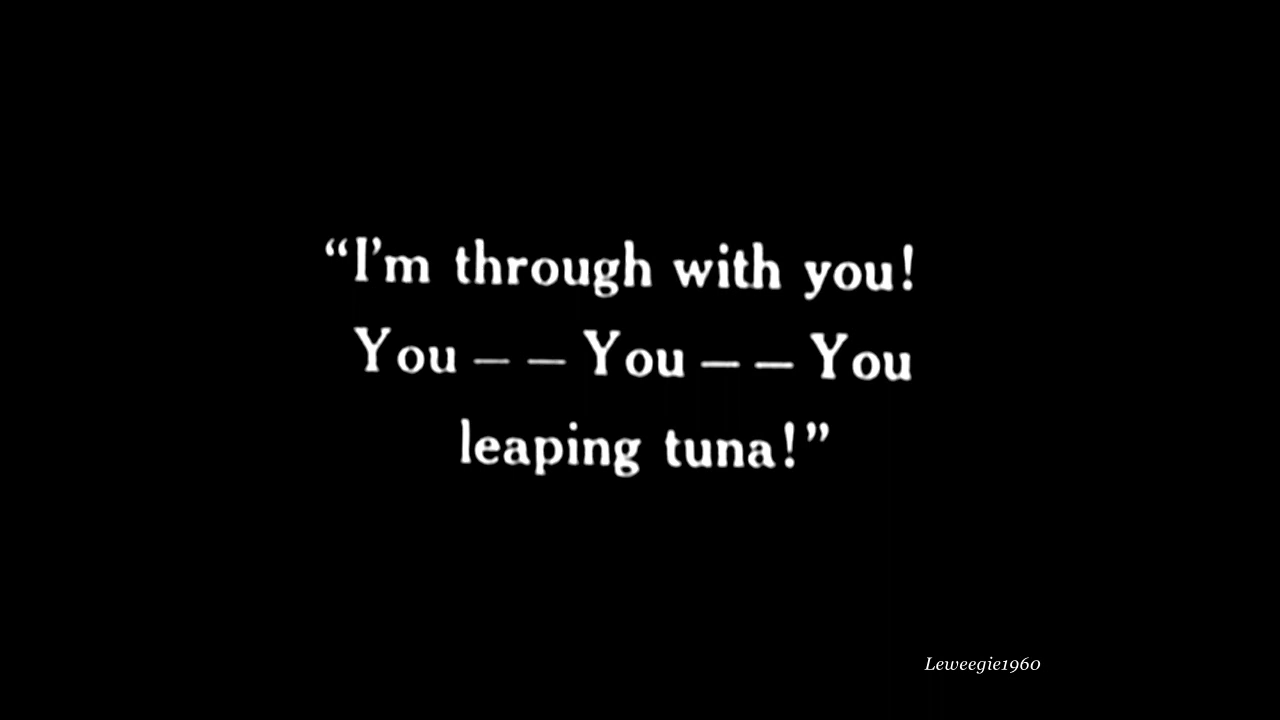 “I’m through with you!
You — — You — — You
leaping tuna!”
Leweegie1960